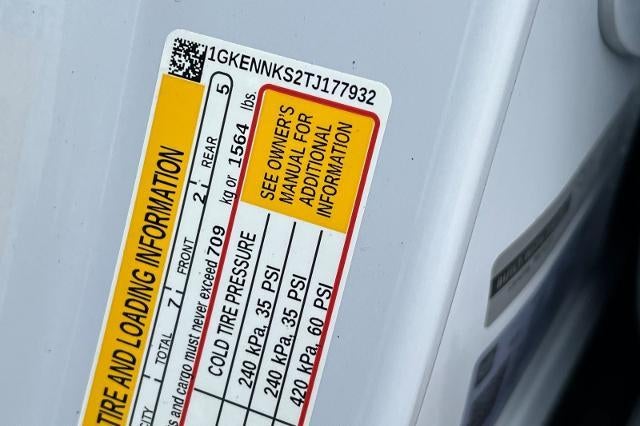 1GKENNKS2TJ177932
TIRE AND LOADING INFORMATION
CITY TOTAL 7 FRONT 2 REAR 5
s and cargo must never exceed 709 kg or 1564 lbs.
COLD TIRE PRESSURE
240 kPa, 35 PSI
240 kPa, 35 PSI
420 kPa, 60 PSI
SEE OWNER'S
MANUAL FOR
ADDITIONAL
INFORMATION